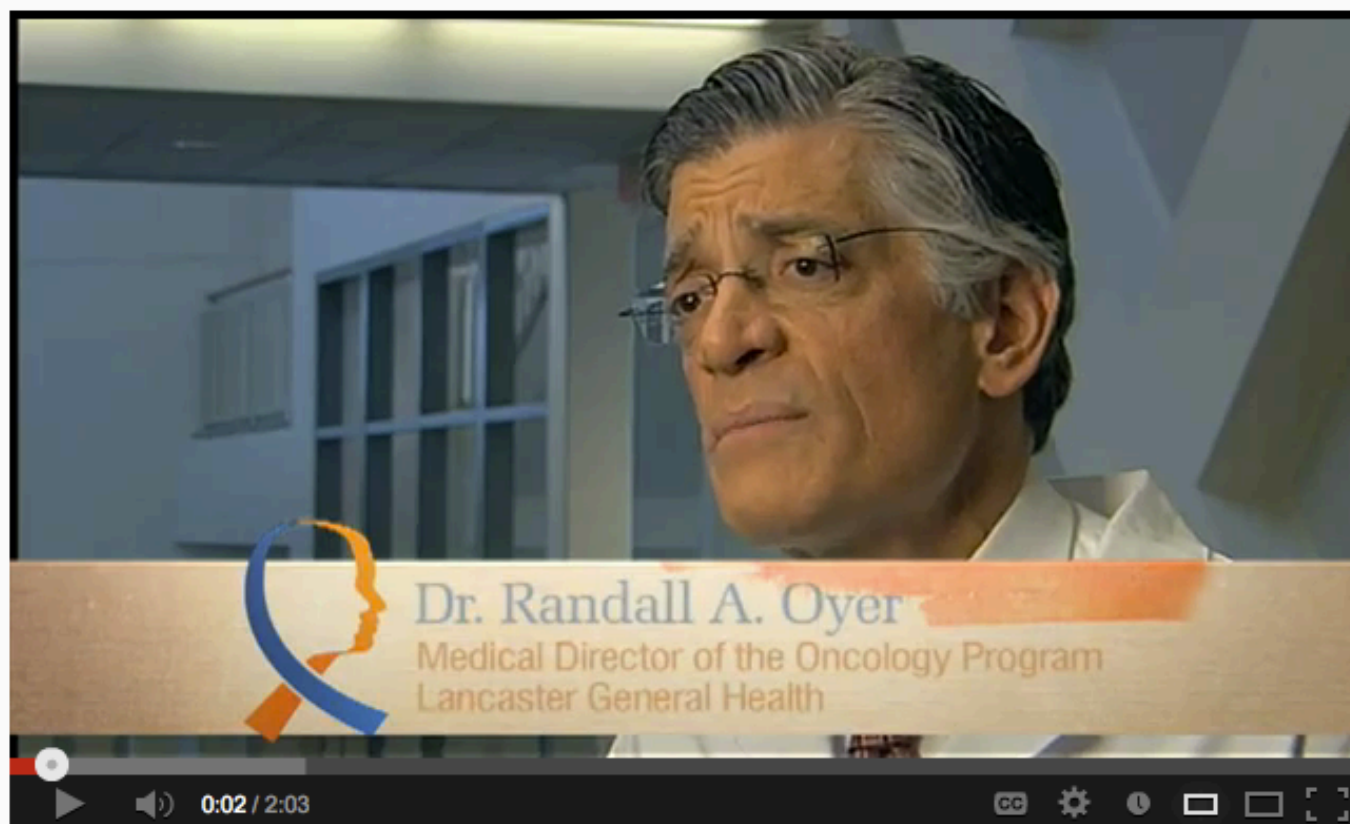 Dr. Randall A. Oyer
Medical Director of the Oncology Program
Lancaster General Health
0:02 / 2:03
CC